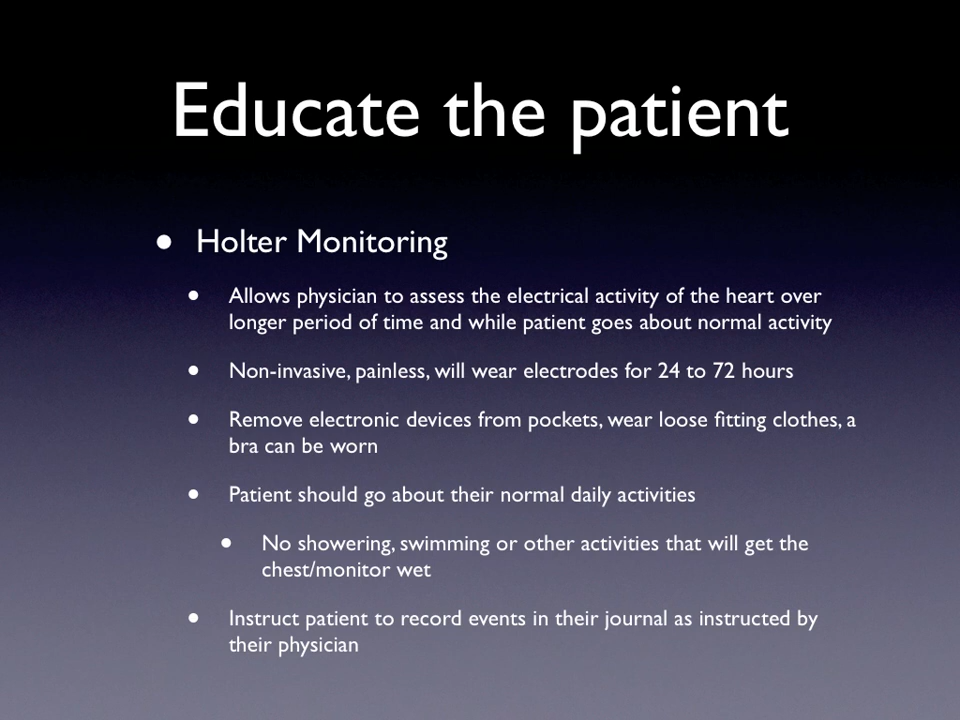 Educate the patient
• Holter Monitoring
• Allows physician to assess the electrical activity of the heart over
longer period of time and while patient goes about normal activity
• Non-invasive, painless, will wear electrodes for 24 to 72 hours
• Remove electronic devices from pockets, wear loose fitting clothes, a
bra can be worn
• Patient should go about their normal daily activities
• No showering, swimming or other activities that will get the
chest/monitor wet
• Instruct patient to record events in their journal as instructed by
their physician